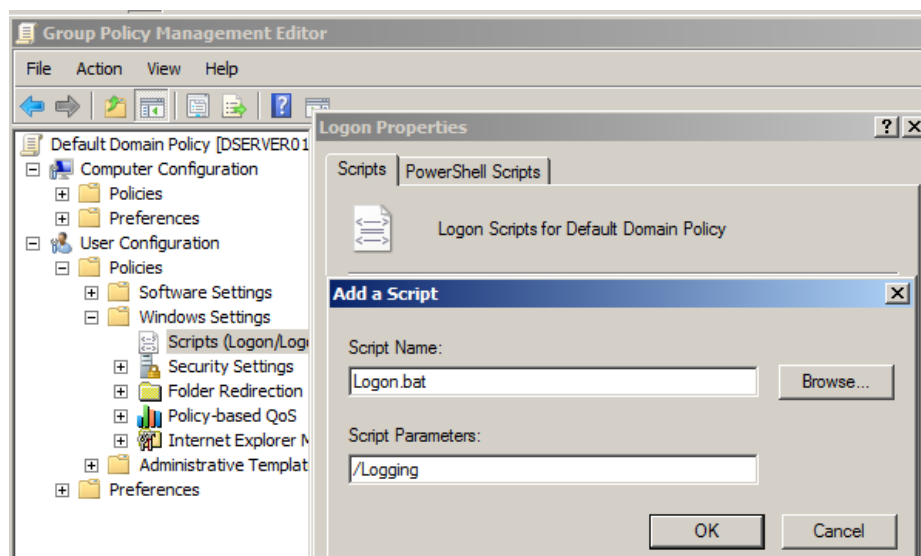 Group Policy Management Editor
File Action View Help
Default Domain Policy [DSERVER01
Computer Configuration
Policies
Preferences
User Configuration
Policies
Software Settings
Windows Settings
Scripts (Logon/Logo
Security Settings
Folder Redirection
Policy-based QoS
Internet Explorer M
Administrative Templat
Preferences
Logon Properties
Scripts PowerShell Scripts
Logon Scripts for Default Domain Policy
Add a Script
Script Name:
Logon.bat Browse...
Script Parameters:
/Logging
OK Cancel